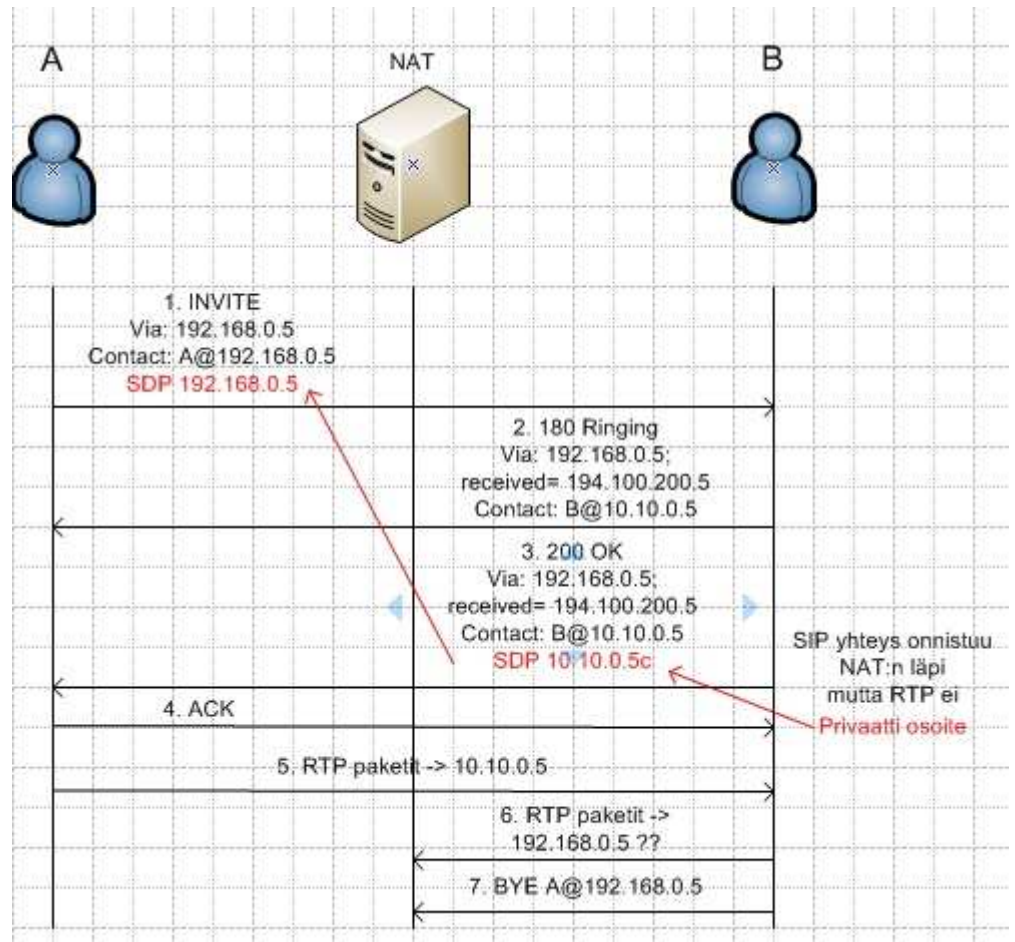 A
NAT
B
1. INVITE
Via: 192.168.0.5
Contact: A@192.168.0.5
SDP 192.168.0.5
2. 180 Ringing
Via: 192.168.0.5;
received= 194.100.200.5
Contact: B@10.10.0.5
3. 200 OK
Via: 192.168.0.5;
received= 194.100.200.5
Contact: B@10.10.0.5
SDP 10.10.0.5c
SIP yhteys onnistuu
NAT:n läpi
mutta RTP ei
Privaatti osoite
4. ACK
5. RTP paketit -> 10.10.0.5
6. RTP paketit ->
192.168.0.5 ??
7. BYE A@192.168.0.5